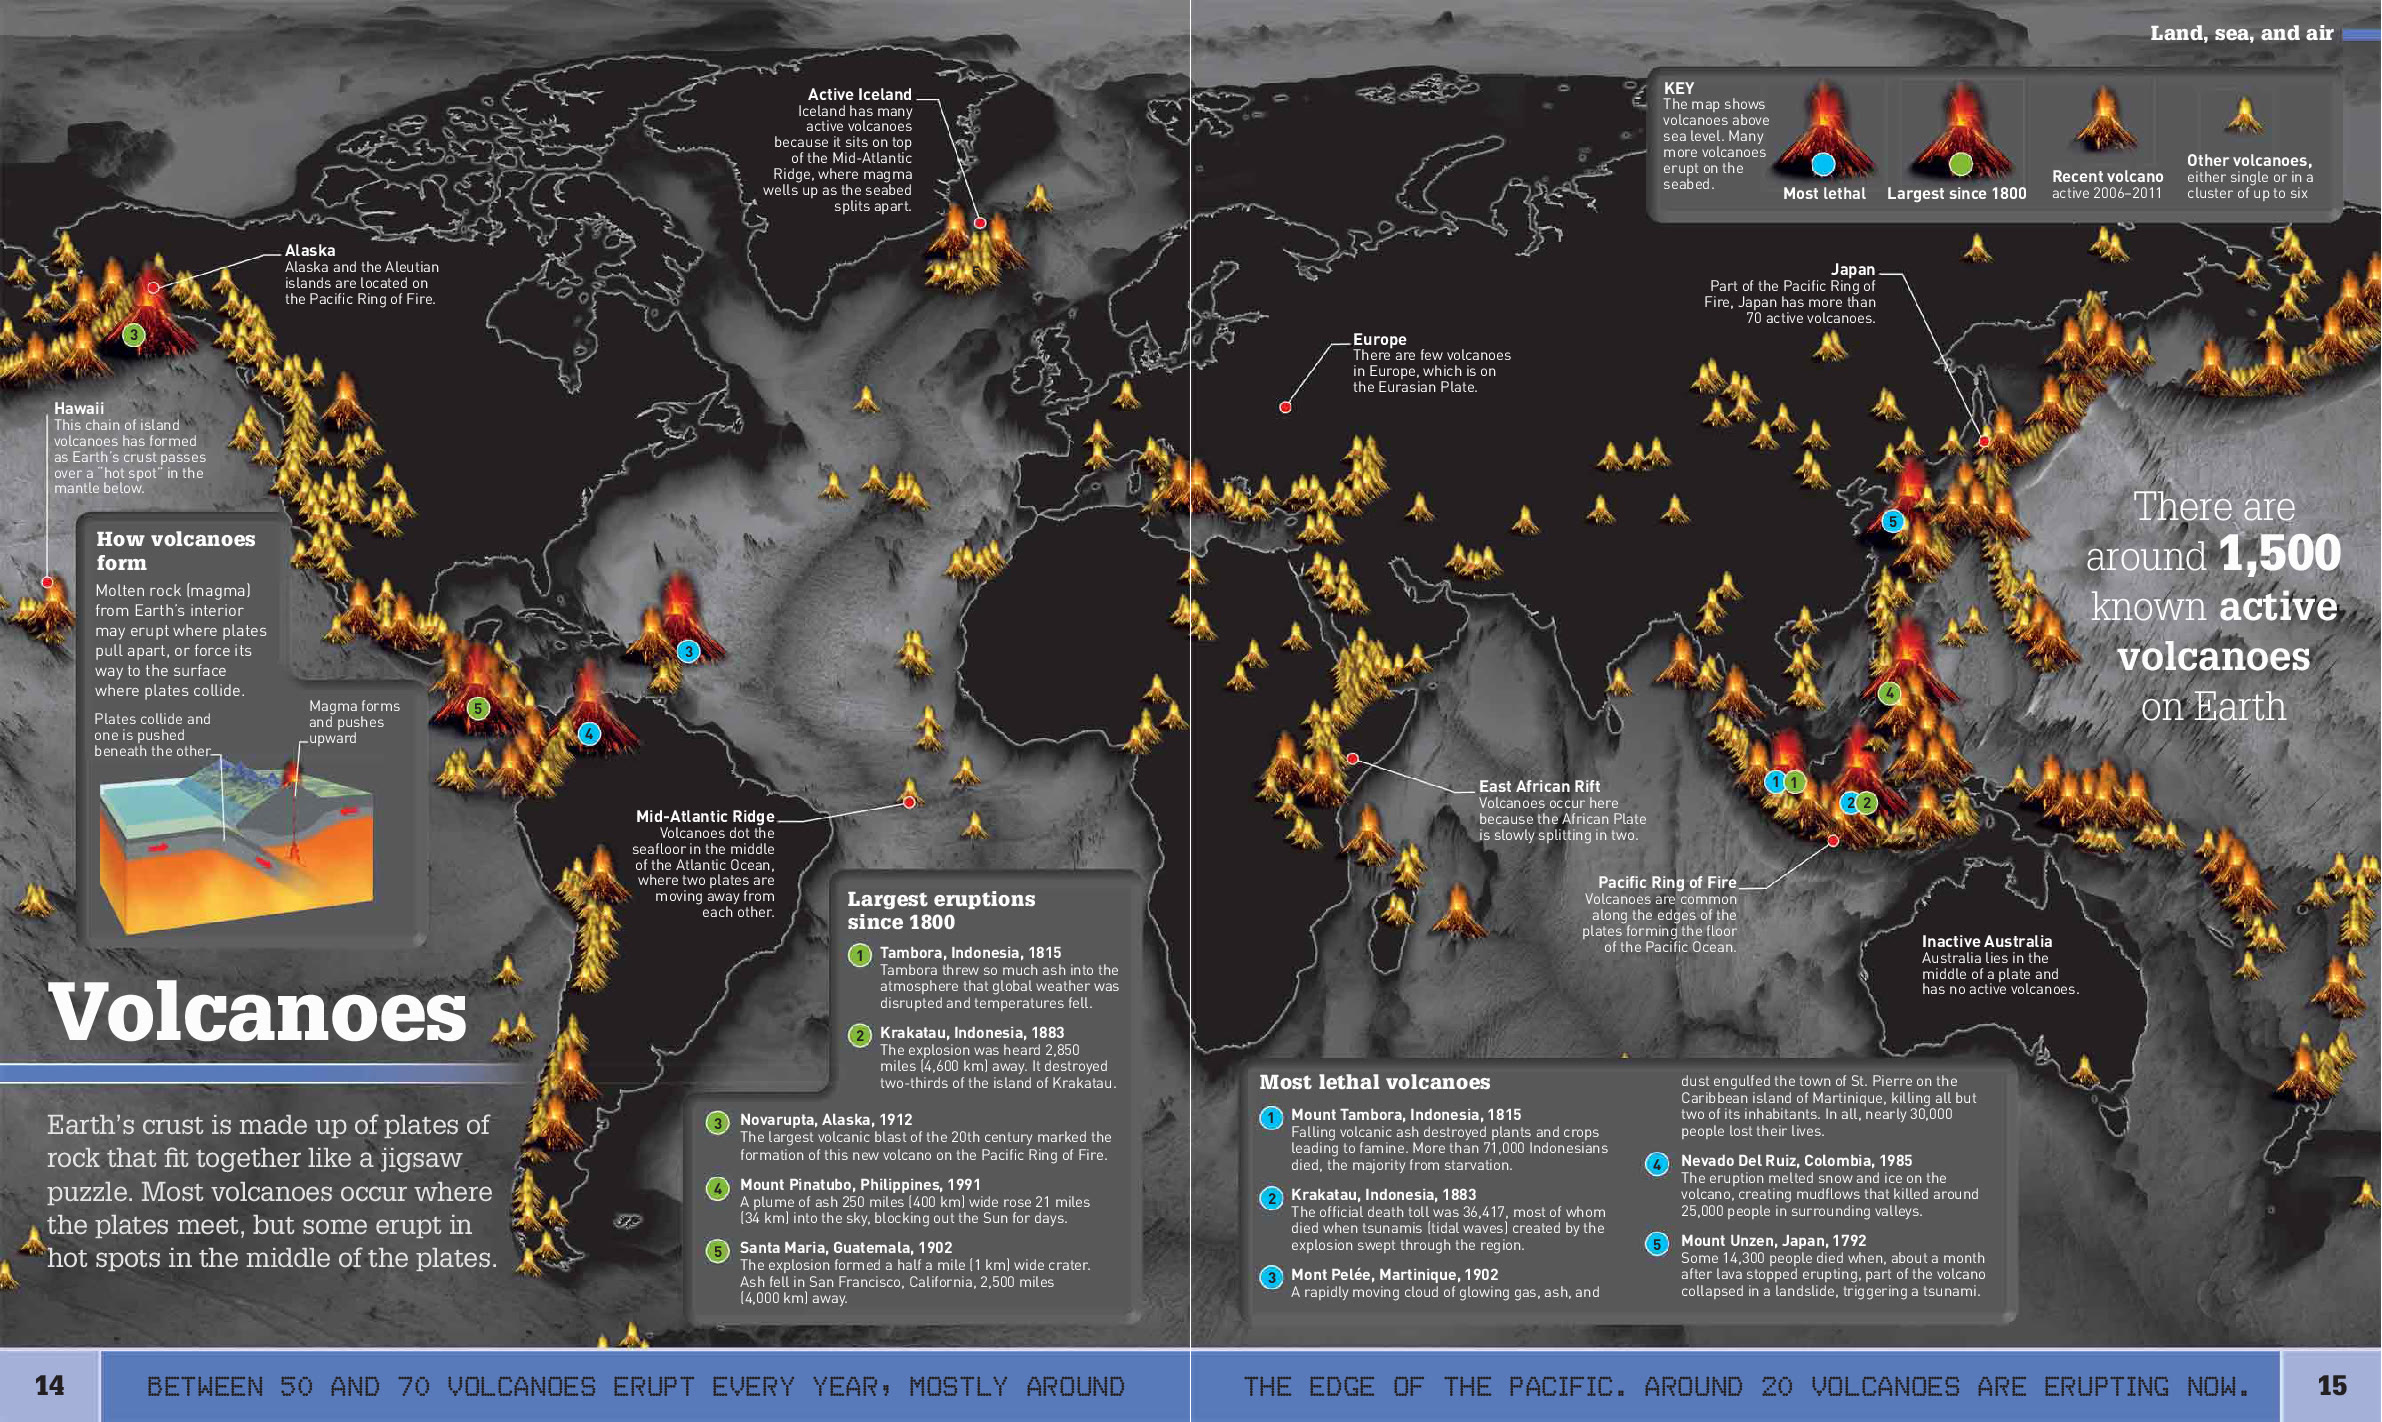 Land, sea, and air
KEY
The map shows
volcanoes above
sea level. Many
more volcanoes
erupt on the
seabed.
Most lethal
Largest since 1800
Recent volcano
active 2006–2011
Other volcanoes,
either single or in a
cluster of up to six
Active Iceland
Iceland has many
active volcanoes
because it sits on top
of the Mid-Atlantic
Ridge, where magma
wells up as the seabed
splits apart.
Alaska
Alaska and the Aleutian
islands are located on
the Pacific Ring of Fire.
3
Hawaii
This chain of island
volcanoes has formed
as Earth's crust passes
over a "hot spot" in the
mantle below.
Europe
There are few volcanoes
in Europe, which is on
the Eurasian Plate.
Japan
Part of the Pacific Ring of
Fire, Japan has more than
70 active volcanoes.
5
There are
around 1,500
known active
volcanoes
on Earth
How volcanoes
form
Molten rock (magma)
from Earth's interior
may erupt where plates
pull apart, or force its
way to the surface
where plates collide.
Plates collide and
one is pushed
beneath the other
Magma forms
and pushes
upward
3
5
4
4
1 1
2 2
Mid-Atlantic Ridge
Volcanoes dot the
seafloor in the middle
of the Atlantic Ocean,
where two plates are
moving away from
each other.
East African Rift
Volcanoes occur here
because the African Plate
is slowly splitting in two.
Pacific Ring of Fire
Volcanoes are common
along the edges of the
plates forming the floor
of the Pacific Ocean.
Inactive Australia
Australia lies in the
middle of a plate and
has no active volcanoes.
Volcanoes
Earth's crust is made up of plates of
rock that fit together like a jigsaw
puzzle. Most volcanoes occur where
the plates meet, but some erupt in
hot spots in the middle of the plates.
Largest eruptions
since 1800
1 Tambora, Indonesia, 1815
Tambora threw so much ash into the
atmosphere that global weather was
disrupted and temperatures fell.
2 Krakatau, Indonesia, 1883
The explosion was heard 2,850
miles (4,600 km) away. It destroyed
two-thirds of the island of Krakatau.
3 Novarupta, Alaska, 1912
The largest volcanic blast of the 20th century marked the
formation of this new volcano on the Pacific Ring of Fire.
4 Mount Pinatubo, Philippines, 1991
A plume of ash 250 miles (400 km) wide rose 21 miles
(34 km) into the sky, blocking out the Sun for days.
5 Santa Maria, Guatemala, 1902
The explosion formed a half a mile (1 km) wide crater.
Ash fell in San Francisco, California, 2,500 miles
(4,000 km) away.
Most lethal volcanoes
1 Mount Tambora, Indonesia, 1815
Falling volcanic ash destroyed plants and crops
leading to famine. More than 71,000 Indonesians
died, the majority from starvation.
2 Krakatau, Indonesia, 1883
The official death toll was 36,417, most of whom
died when tsunamis (tidal waves) created by the
explosion swept through the region.
3 Mont Pelée, Martinique, 1902
A rapidly moving cloud of glowing gas, ash, and
dust engulfed the town of St. Pierre on the
Caribbean island of Martinique, killing all but
two of its inhabitants. In all, nearly 30,000
people lost their lives.
4 Nevado Del Ruiz, Colombia, 1985
The eruption melted snow and ice on the
volcano, creating mudflows that killed around
25,000 people in surrounding valleys.
5 Mount Unzen, Japan, 1792
Some 14,300 people died when, about a month
after lava stopped erupting, part of the volcano
collapsed in a landslide, triggering a tsunami.
14
BETWEEN 50 AND 70 VOLCANOES ERUPT EVERY YEAR, MOSTLY AROUND
THE EDGE OF THE PACIFIC. AROUND 20 VOLCANOES ARE ERUPTING NOW.
15